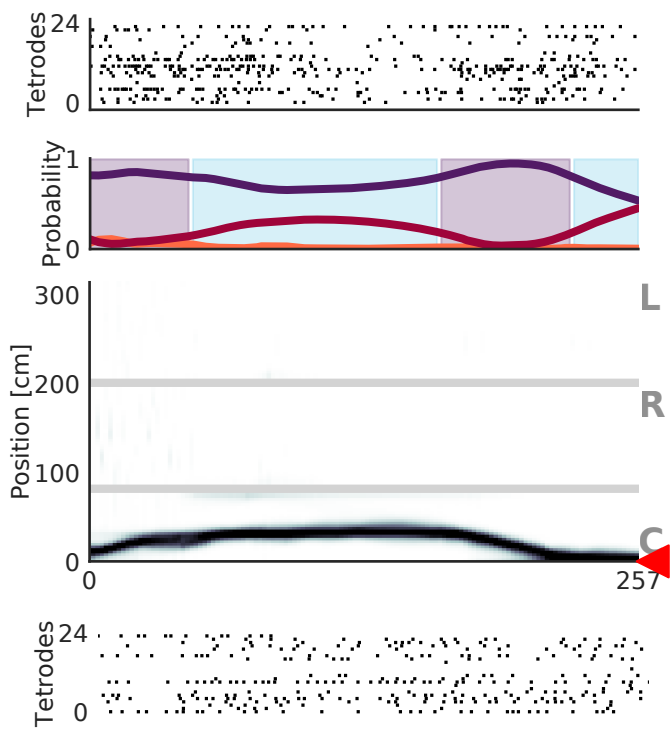 Tetrodes
24
0
Probability
1
0
Position [cm]
300
200
100
0
L
R
C
0
257
Tetrodes
24
0